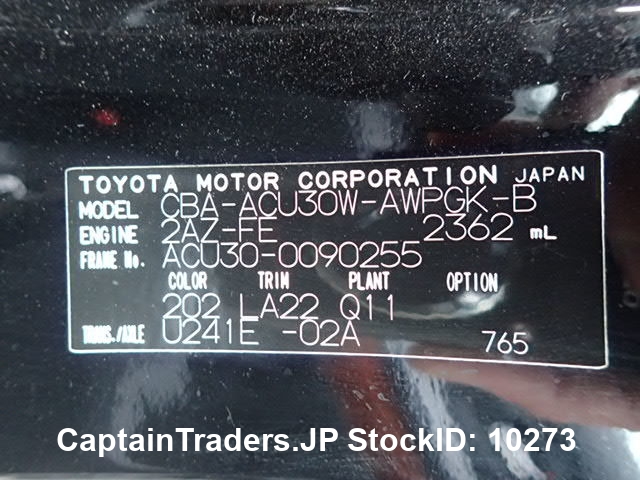 TOYOTA MOTOR CORPORATION JAPAN
MODEL CBA-ACU30W-AWPGK-B
ENGINE 2AZ-FE 2362 mL
FRAME No. ACU30-0090255
COLOR TRIM PLANT OPTION
202 LA22 Q11
TRANS./AXLE U241E -02A 765
CaptainTraders.JP StockID: 10273